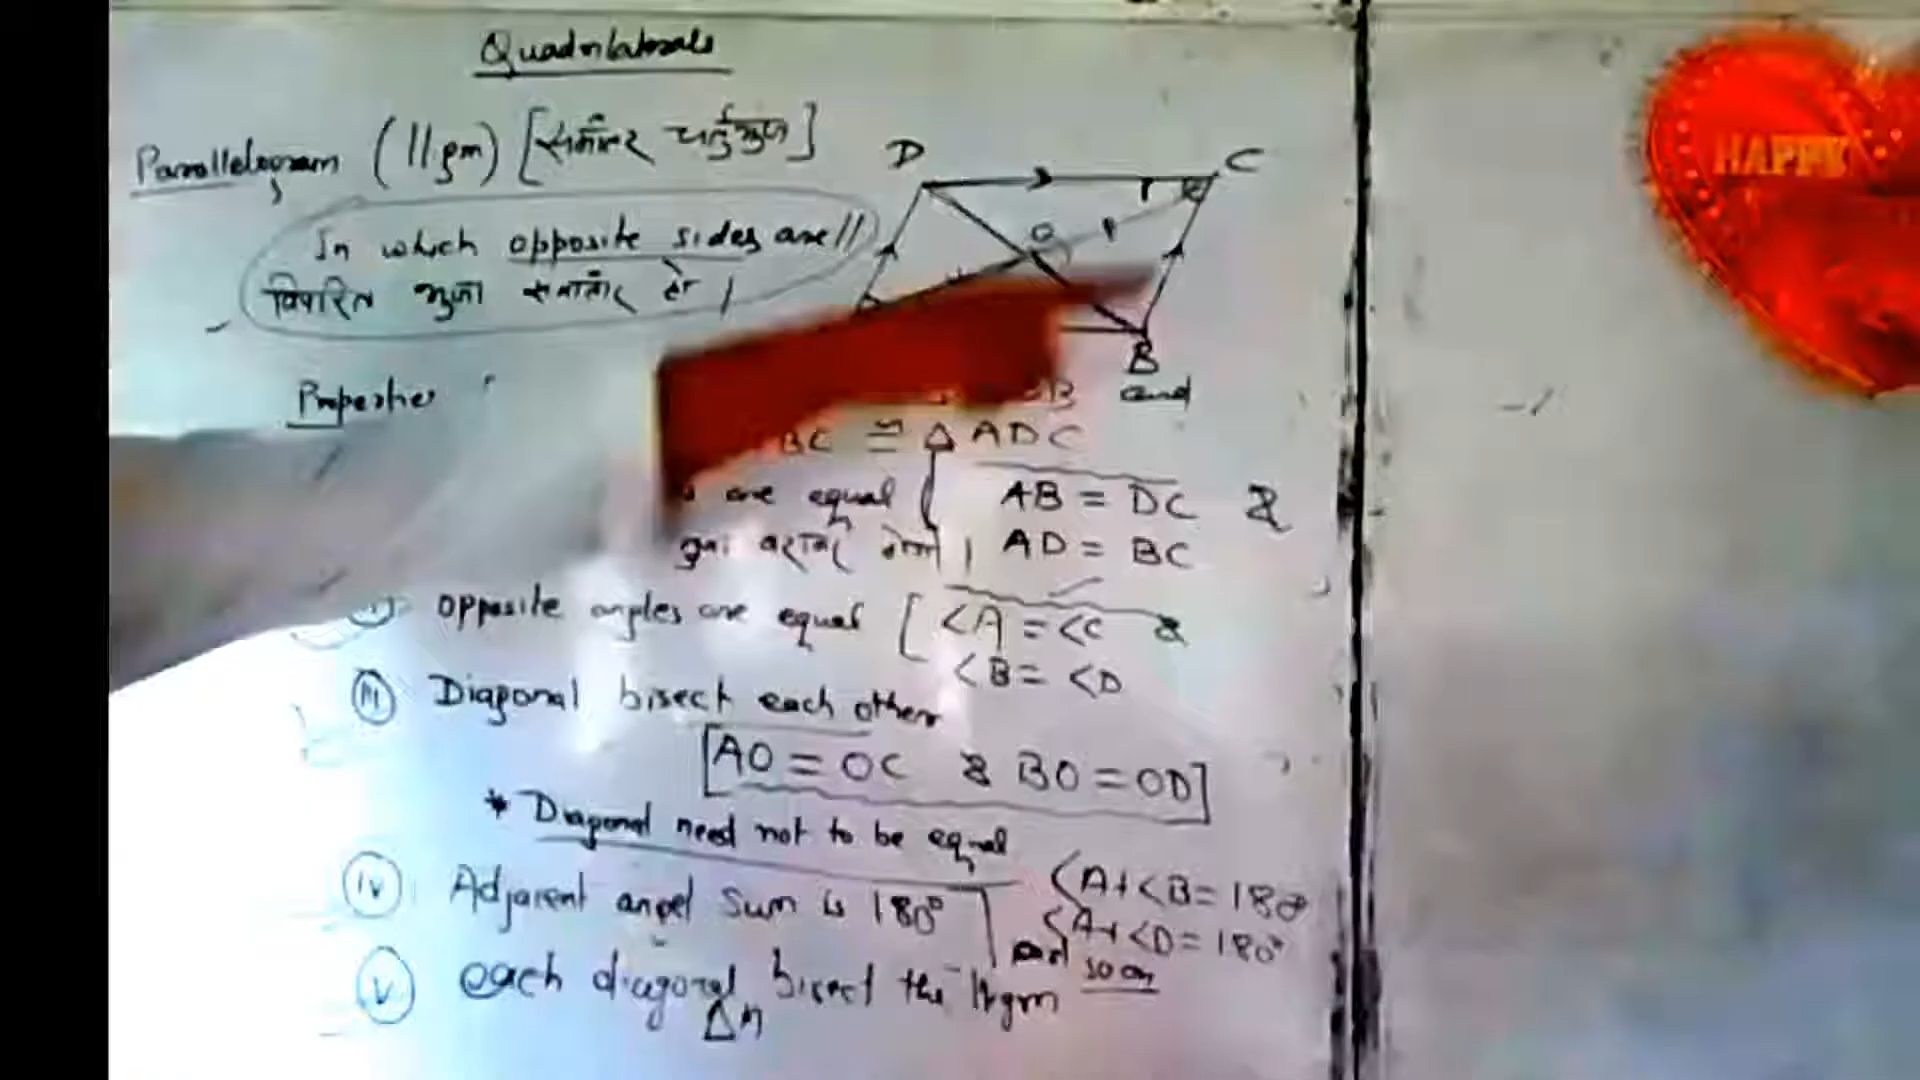 Quadrilaterals
Parallelogram (||gm) [समांतर चतुर्भुज]
In which opposite sides are ||
विपरित भुजा समांतर हो।
D
C
O
B
Properties
and
BC ≅ Δ ADC
are equal
AB = DC &
AD = BC
opposite angles are equal [<A = <C &
<B = <D
(iii) Diagonal bisect each other
[AO = OC & BO = OD]
* Diagonal need not to be equal
(iv) Adjacent angel sum is 180°
<A+<B=180
<A+<D=180°
and so on
(v) each diagonal bisect the ||gm
HAPPY